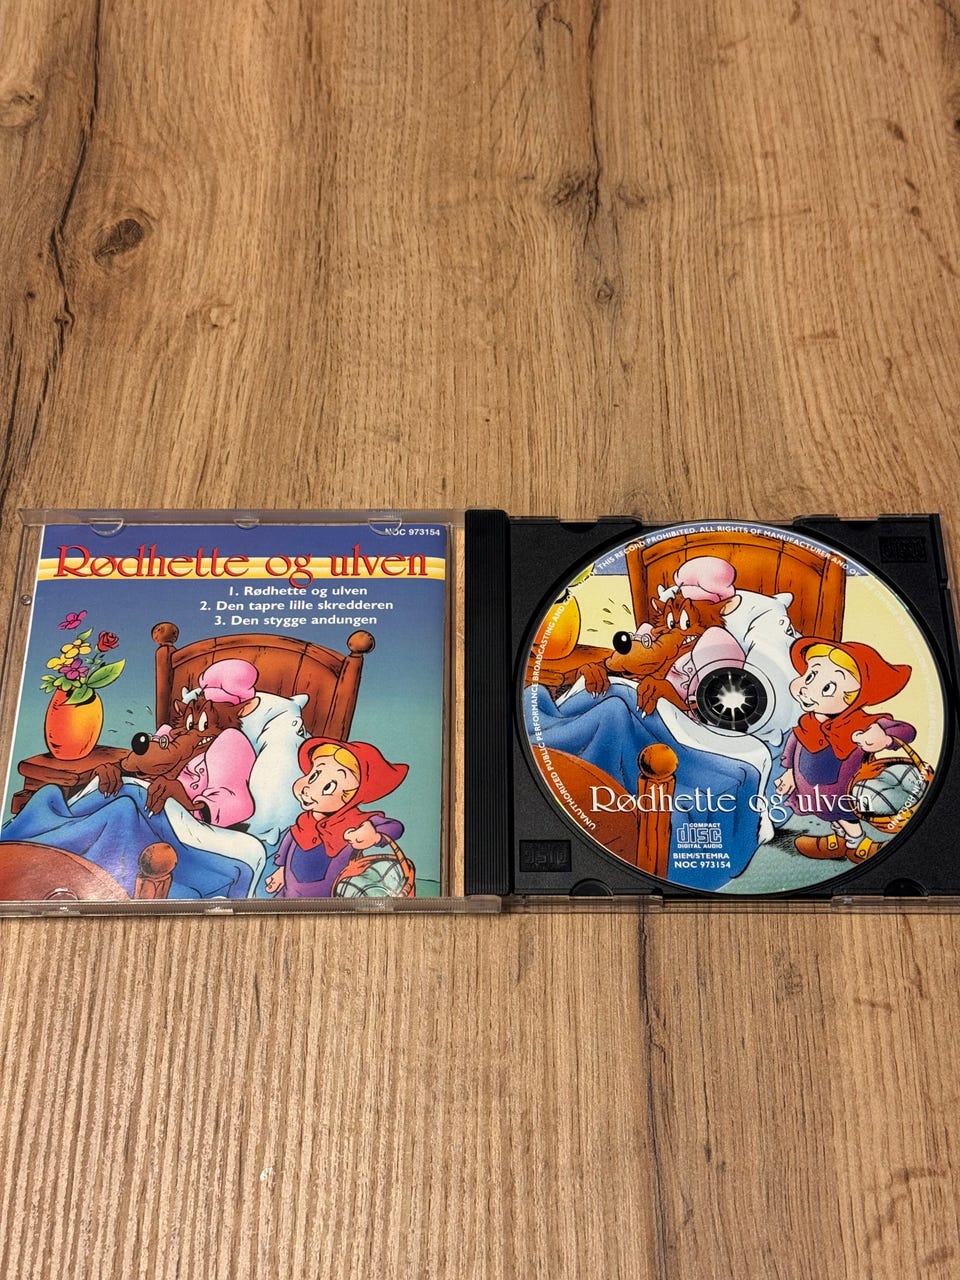 NOC 973154
Rødhette og ulven
1. Rødhette og ulven
2. Den tapre lille skredderen
3. Den stygge andungen
UNAUTHORIZED PUBLIC PERFORMANCE BROADCASTING AND
OF THIS RECORD PROHIBITED. ALL RIGHTS OF MANUFACTURER AND OF
Rødhette og ulven
COMPACT
disc
DIGITAL AUDIO
BIEM/STEMRA
NOC 973154